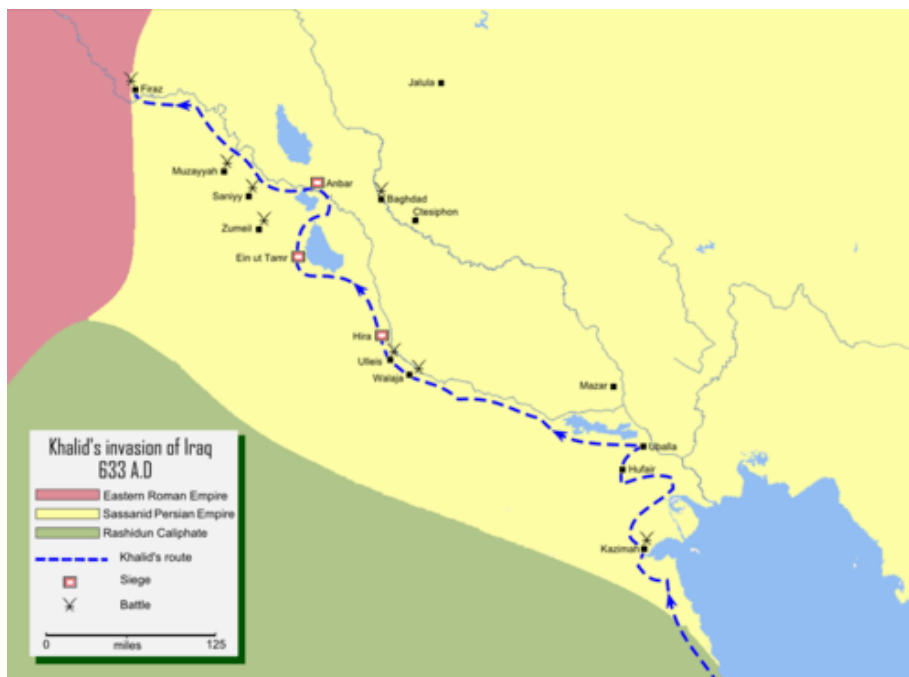 Jalula
Firaz
Muzayyah
Anbar
Saniyy
Baghdad
Ctesiphon
Zumeil
Ein ut Tamr
Hira
Ulleis
Walaja
Mazar
Uballa
Hufair
Kazimah
Khalid's invasion of Iraq
633 A.D
Eastern Roman Empire
Sassanid Persian Empire
Rashidun Caliphate
Khalid's route
Siege
Battle
0 125
miles